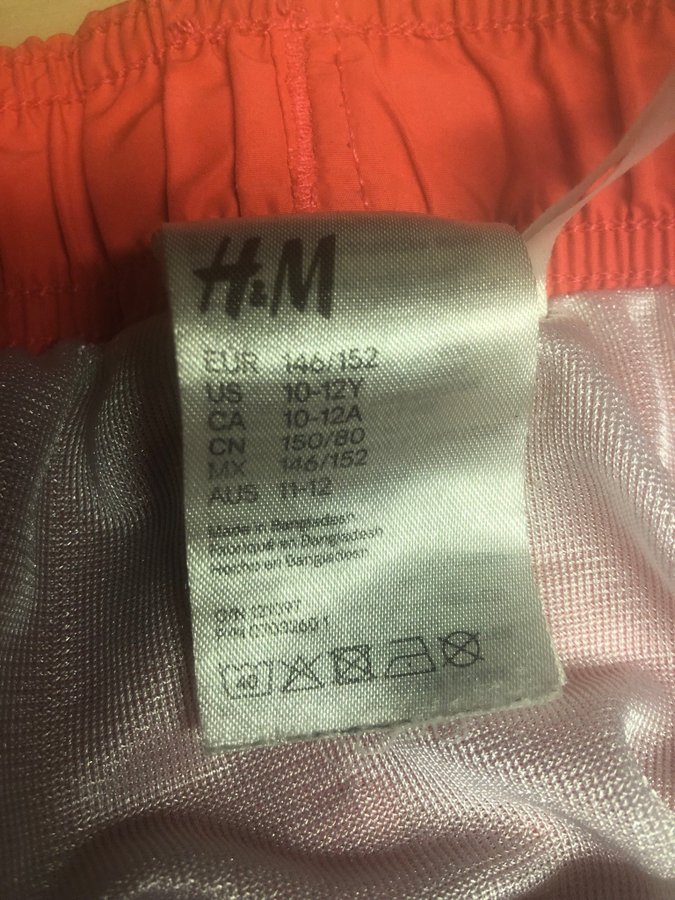 H&M
EUR 146/152
US 10-12Y
CA 10-12A
CN 150/80
MX 146/152
AUS 11-12
Made in Bangladesh
Fabriqué en Bangladesh
Hecho en Bangladesh
O/N
P/N
40